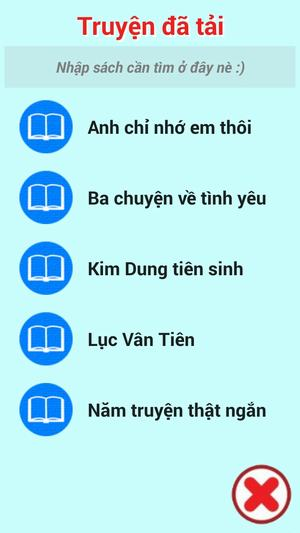 Truyện đã tải
Nhập sách cần tìm ở đây nè :)
Anh chỉ nhớ em thôi
Ba chuyện về tình yêu
Kim Dung tiên sinh
Lục Vân Tiên
Năm truyện thật ngắn